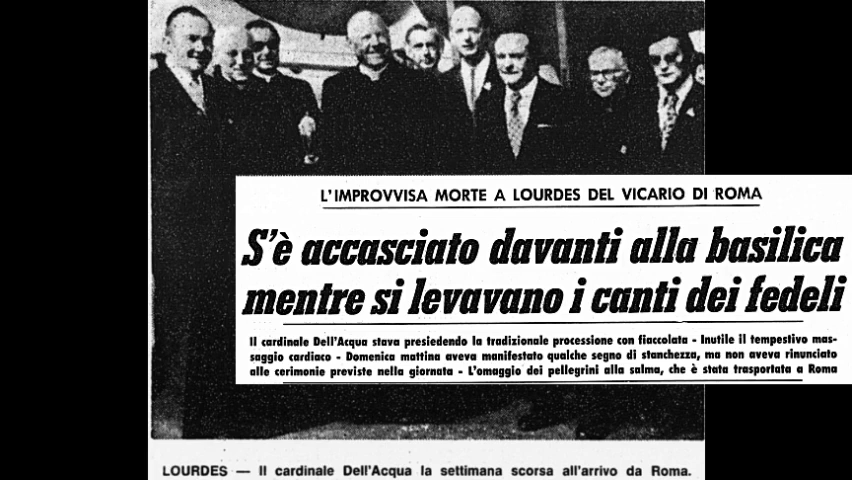 L'IMPROVVISA MORTE A LOURDES DEL VICARIO DI ROMA
S'è accasciato davanti alla basilica
mentre si levavano i canti dei fedeli
Il cardinale Dell'Acqua stava presiedendo la tradizionale processione con fiaccolata - Inutile il tempestivo mas-
saggio cardiaco - Domenica mattina aveva manifestato qualche segno di stanchezza, ma non aveva rinunciato
alle cerimonie previste nella giornata - L'omaggio dei pellegrini alla salma, che è stata trasportata a Roma
LOURDES — Il cardinale Dell'Acqua la settimana scorsa all'arrivo da Roma.